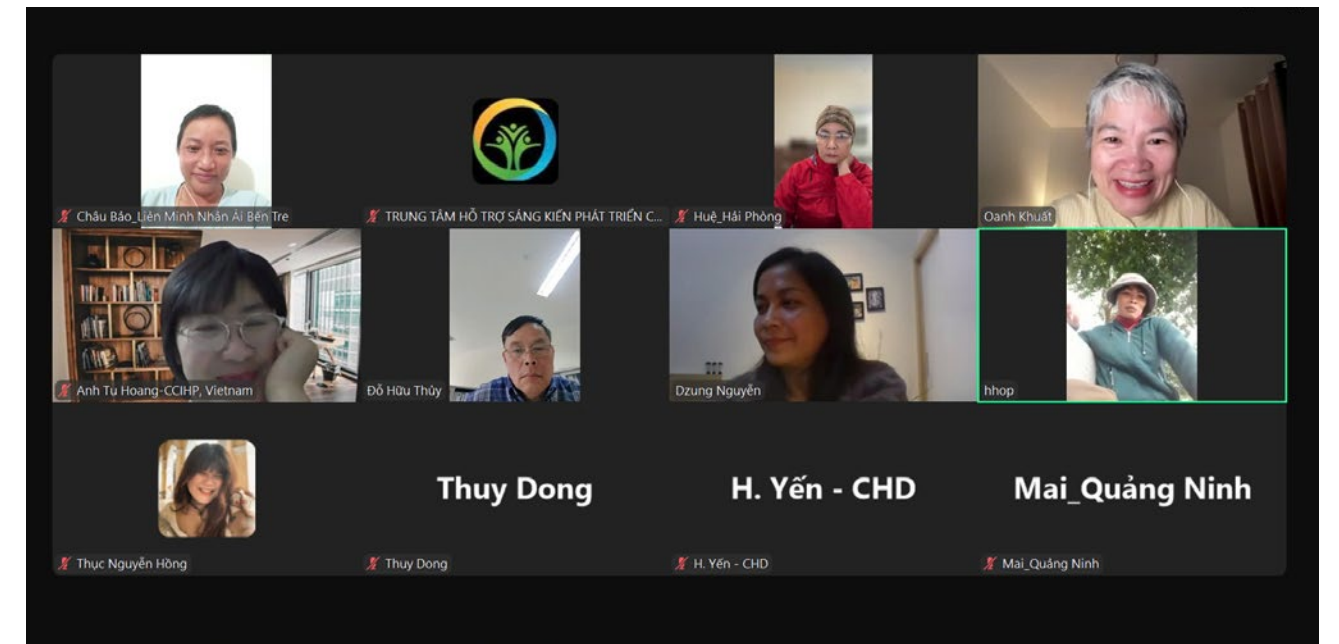 Châu Bảo_Liên Minh Nhân Ái Bến Tre
TRUNG TÂM HỖ TRỢ SÁNG KIẾN PHÁT TRIỂN C...
Huệ_Hải Phòng
Oanh Khuất
Anh Tu Hoang-CCIHP, Vietnam
Đỗ Hữu Thủy
Dzung Nguyễn
hhop
Thuy Dong
H. Yến - CHD
Mai_Quảng Ninh
Thục Nguyễn Hồng
Thuy Dong
H. Yến - CHD
Mai_Quảng Ninh